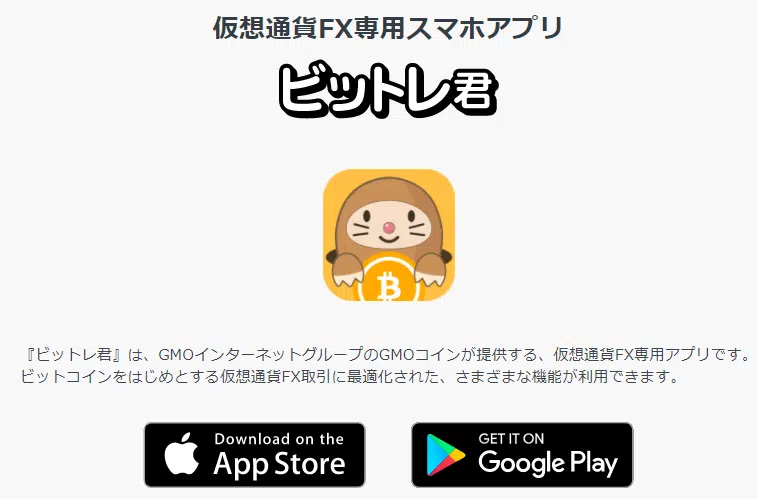 仮想通貨FX専用スマホアプリ
ビットレ君
『ビットレ君』は、GMOインターネットグループのGMOコインが提供する、仮想通貨FX専用アプリです。
ビットコインをはじめとする仮想通貨FX取引に最適化された、さまざまな機能が利用できます。
Download on the
App Store
GET IT ON
Google Play